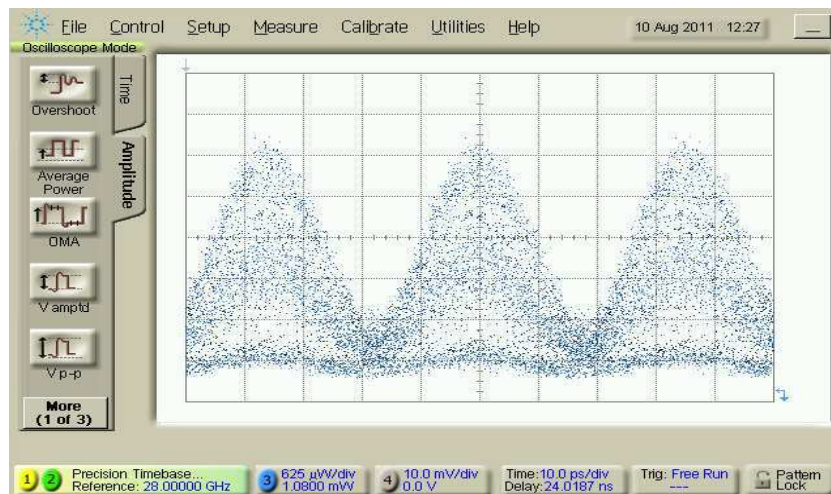 File Control Setup Measure Calibrate Utilities Help 10 Aug 2011 12:27
Oscilloscope Mode
Time
Amplitude
Overshoot
Average
Power
OMA
V amptd
V p-p
More
(1 of 3)
1 2 Precision Timebase...
Reference: 28.00000 GHz
3 625 µW/div
1.0800 mW
4 10.0 mV/div
0.0 V
Time:10.0 ps/div
Delay:24.0187 ns
Trig: Free Run
---
Pattern
Lock